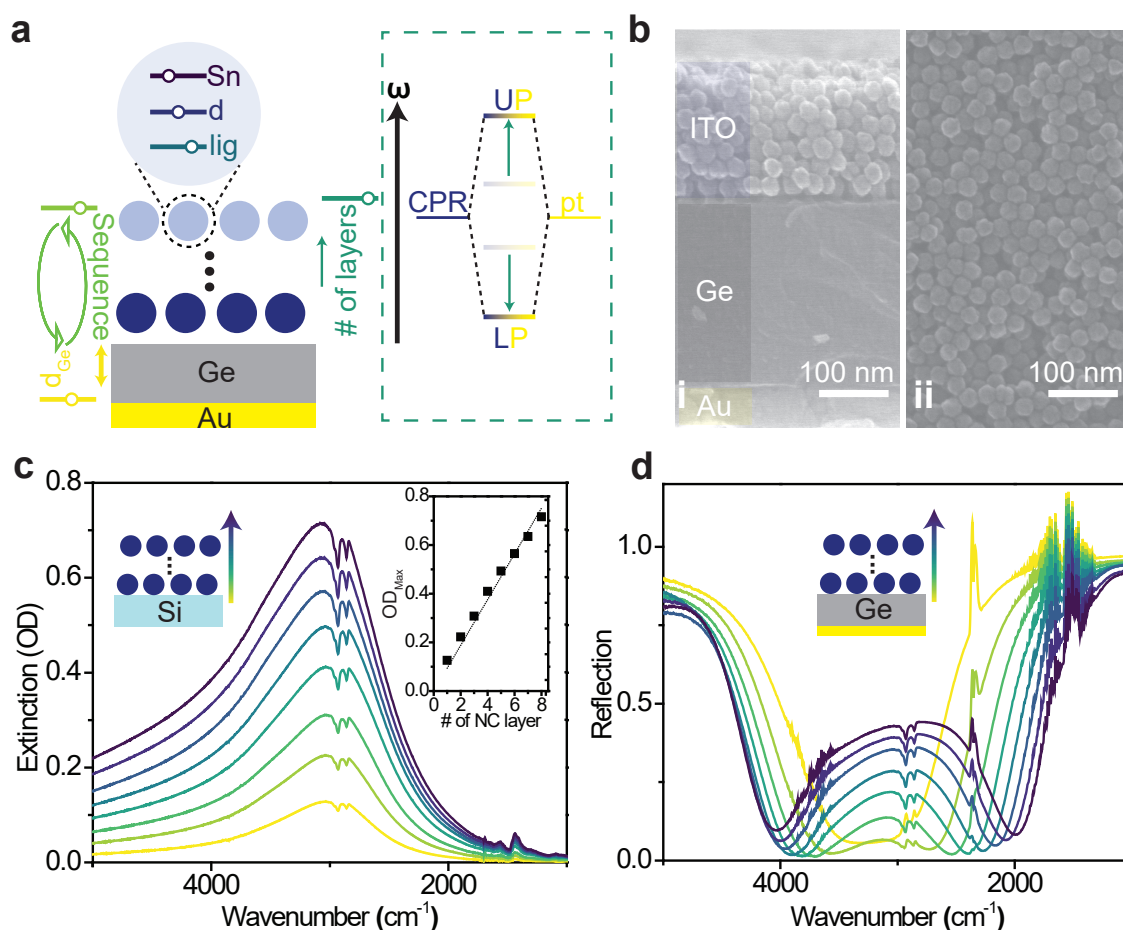 a
Sn
d
lig
Sequence
d_Ge
# of layers
Ge
Au
ω
UP
CPR
pt
LP
b
ITO
Ge
Au
i
100 nm
ii
100 nm
c
Extinction (OD)
0.8
0.6
0.4
0.2
0.0
4000
2000
Wavenumber (cm⁻¹)
Si
OD_Max
0.8
0.6
0.4
0.2
0.0
0
2
4
6
8
# of NC layer
d
Reflection
1.0
0.5
0.0
4000
2000
Wavenumber (cm⁻¹)
Ge